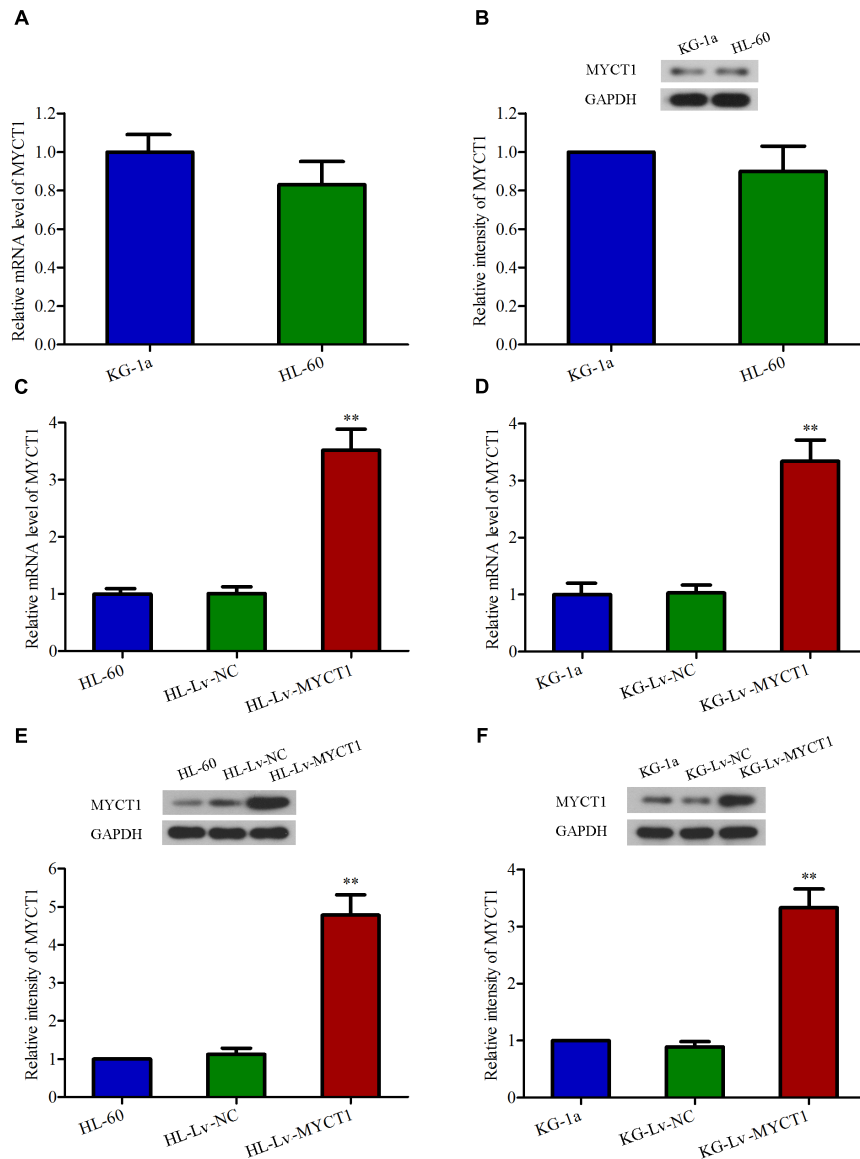 A
Relative mRNA level of MYCT1
1.2
1.0
0.8
0.6
0.4
0.2
0.0
KG-1a
HL-60
B
KG-1a
HL-60
MYCT1
GAPDH
Relative intensity of MYCT1
1.2
1.0
0.8
0.6
0.4
0.2
0.0
KG-1a
HL-60
C
Relative mRNA level of MYCT1
4
3
2
1
0
**
HL-60
HL-Lv-NC
HL-Lv-MYCT1
D
Relative mRNA level of MYCT1
4
3
2
1
0
**
KG-1a
KG-Lv-NC
KG-Lv-MYCT1
E
HL-60
HL-Lv-NC
HL-Lv-MYCT1
MYCT1
GAPDH
Relative intensity of MYCT1
6
5
4
3
2
1
0
**
HL-60
HL-Lv-NC
HL-Lv-MYCT1
F
KG-1a
KG-Lv-NC
KG-Lv-MYCT1
MYCT1
GAPDH
Relative intensity of MYCT1
4
3
2
1
0
**
KG-1a
KG-Lv-NC
KG-Lv-MYCT1